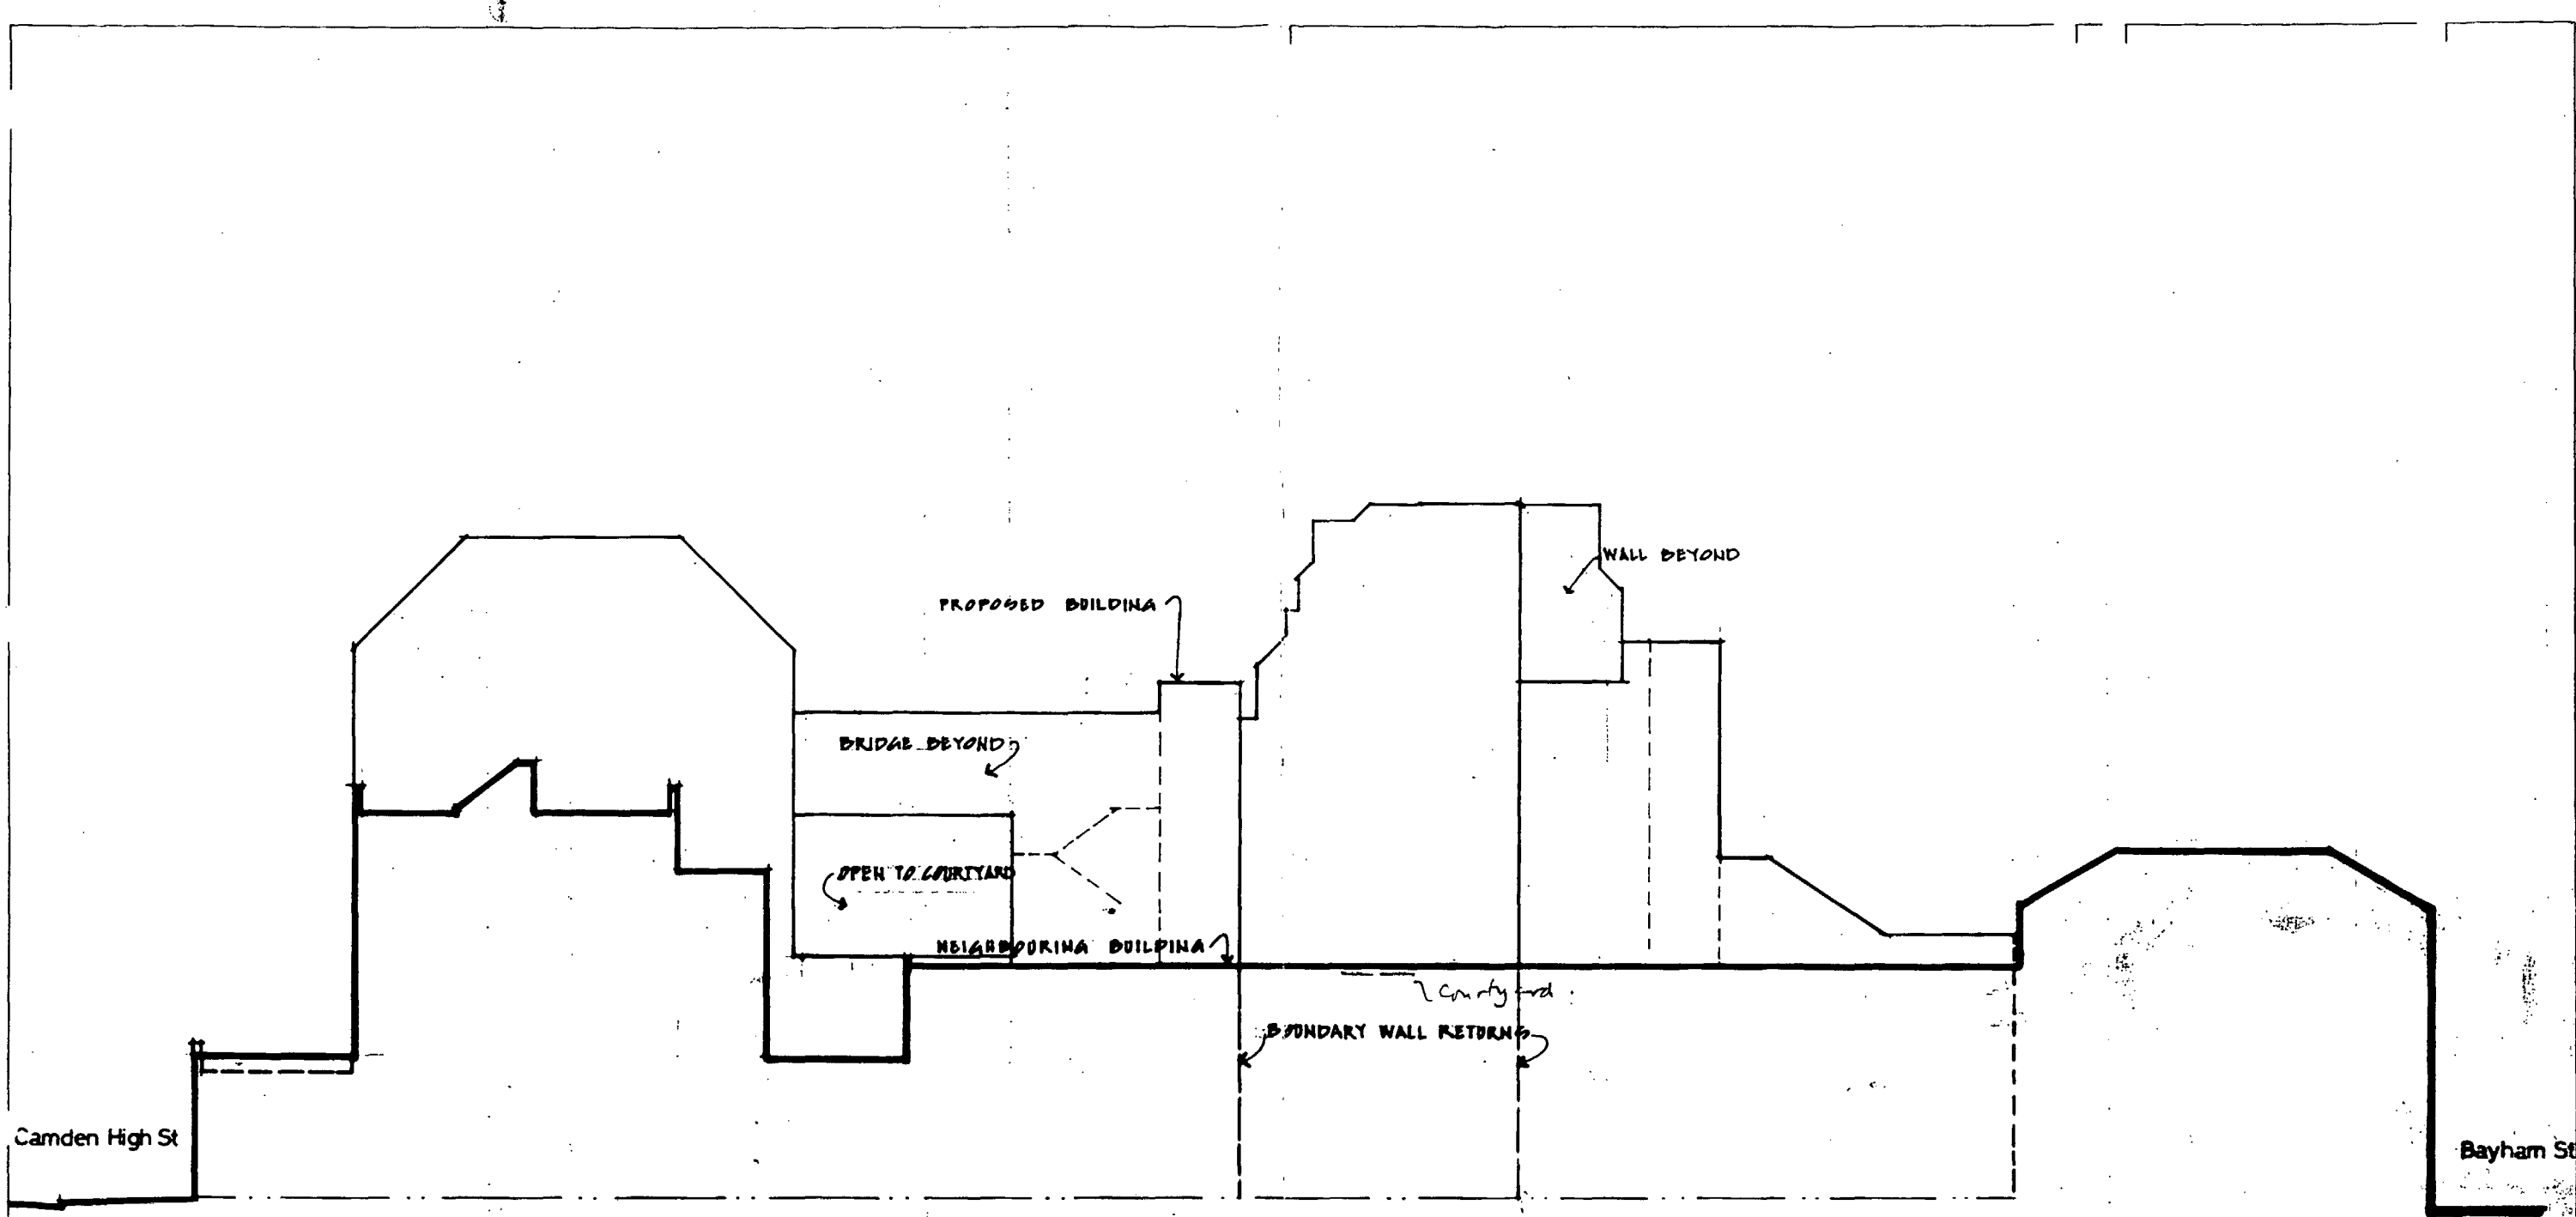 WALL BEYOND
PROPOSED BUILDING
BRIDGE BEYOND
OPEN TO COURTYARD
NEIGHBOURING BUILDING
Courtyard
BOUNDARY WALL RETURNS
Camden High St
Bayham St